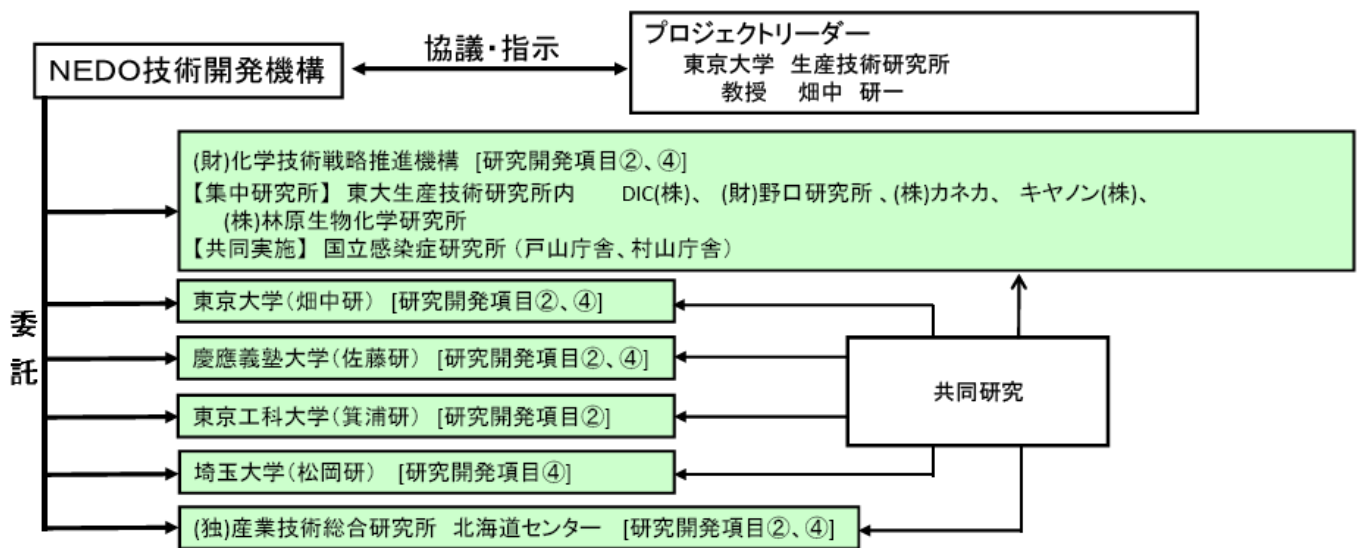 プロジェクトリーダー
東京大学 生産技術研究所
教授 畑中 研一
協議・指示
NEDO技術開発機構
(財)化学技術戦略推進機構 [研究開発項目②、④]
【集中研究所】 東大生産技術研究所内 DIC(株)、 (財)野口研究所 、(株)カネカ、 キヤノン(株)、
(株)林原生物化学研究所
【共同実施】 国立感染症研究所 (戸山庁舎、村山庁舎)
委託
東京大学(畑中研) [研究開発項目②、④]
慶應義塾大学(佐藤研) [研究開発項目②、④]
東京工科大学(箕浦研) [研究開発項目②]
埼玉大学(松岡研) [研究開発項目④]
(独)産業技術総合研究所 北海道センター [研究開発項目②、④]
共同研究